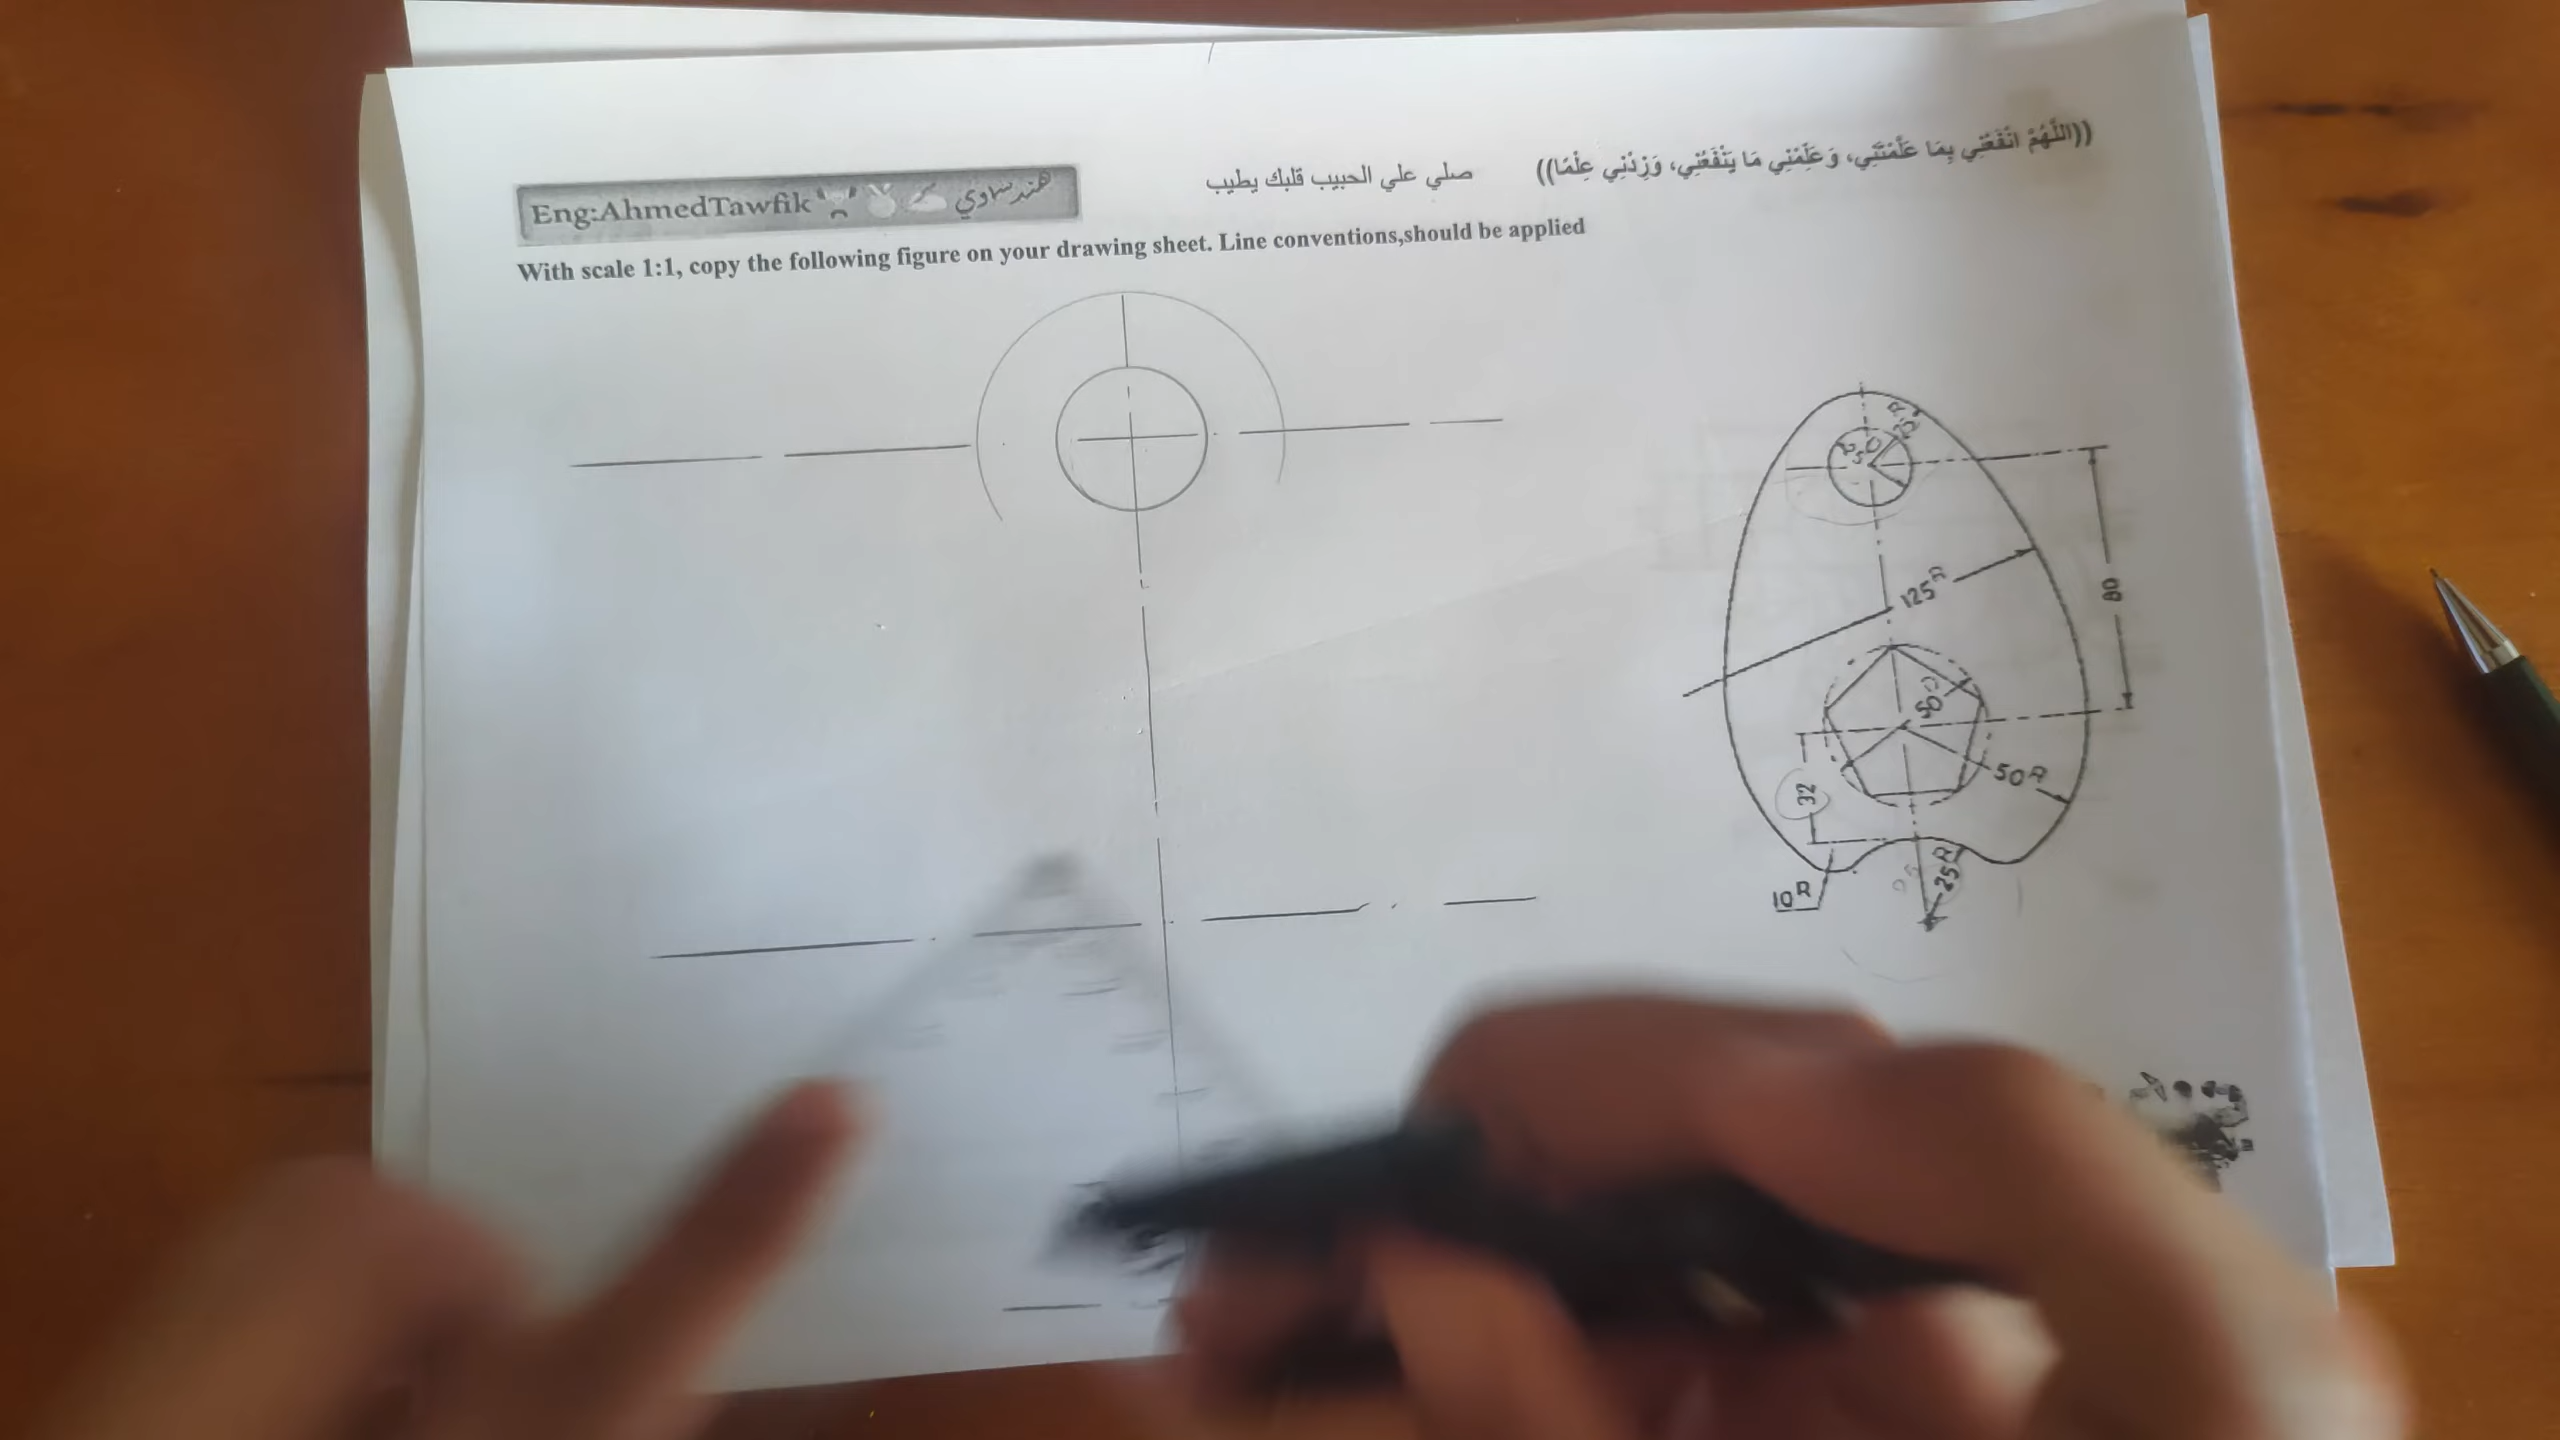 ((اللَّهُمَّ انْفَعْنِي بِمَا عَلَّمْتَنِي، وَعَلِّمْنِي مَا يَنْفَعُنِي، وَزِدْنِي عِلْمًا))
صلي علي الحبيب قلبك يطيب
Eng:AhmedTawfik هندساوي
With scale 1:1, copy the following figure on your drawing sheet. Line conventions,should be applied
125R
80
50R
32
25R
10R